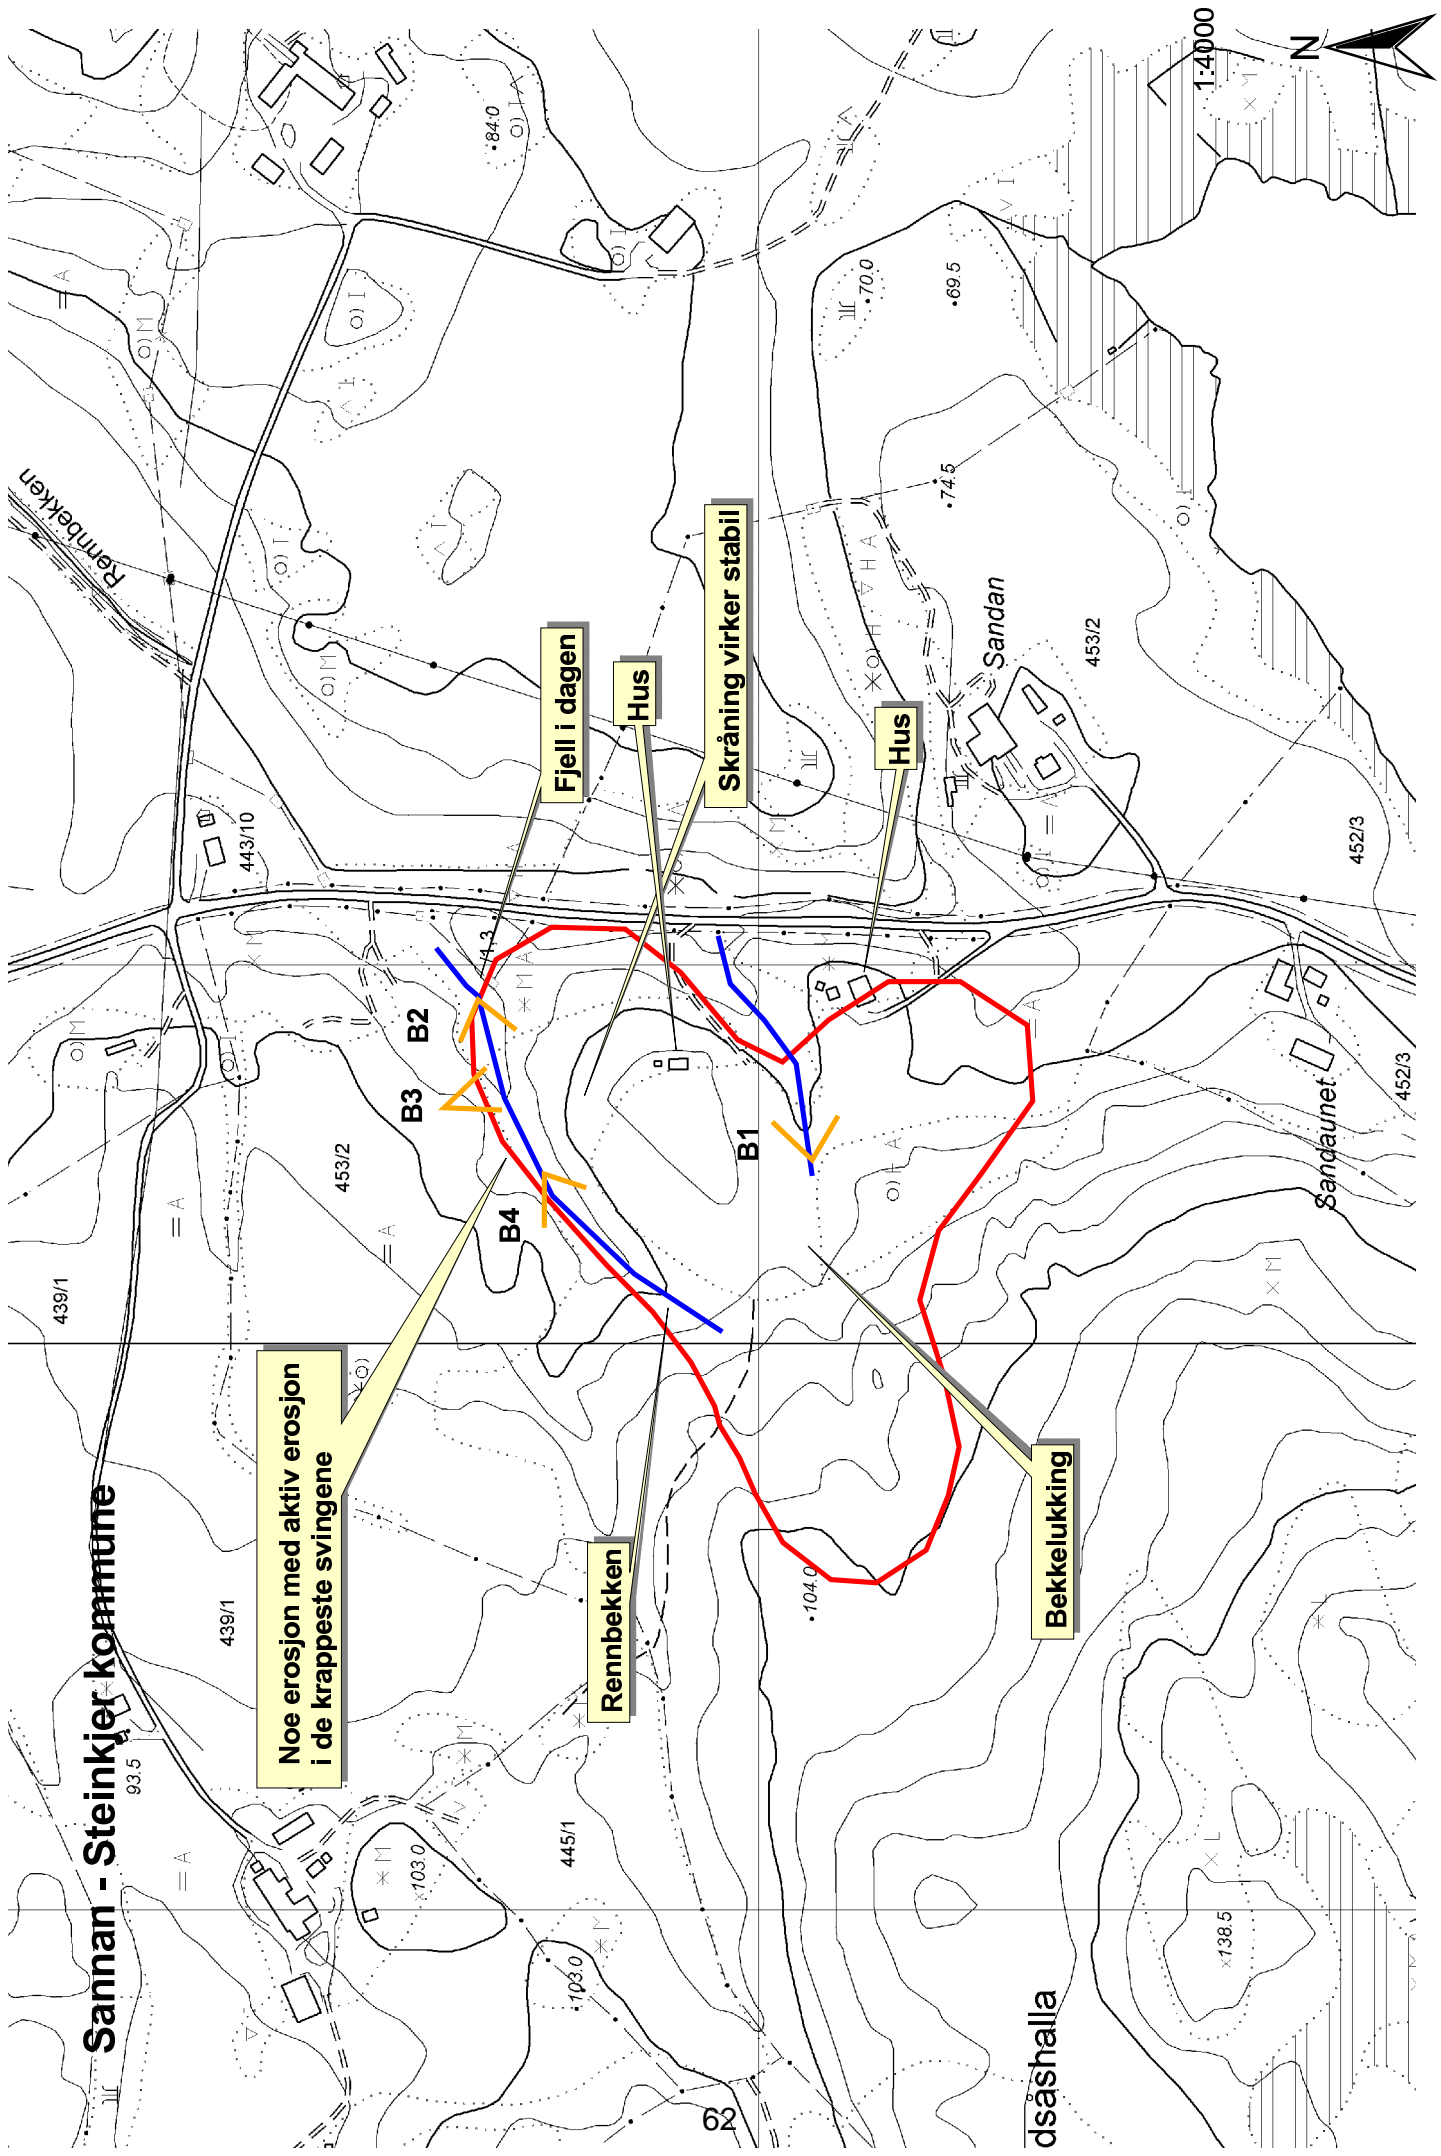 Sannan - Steinkjer kommune
Noe erosjon med aktiv erosjon
i de krappeste svingene
Rennbekken
Bekkelukking
Fjell i dagen
Hus
Skråning virker stabil
Hus
B1
B2
B3
B4
Rennbekken
Sandan
Sandaunet
dsåshalla
439/1
439/1
453/2
453/2
443/10
445/1
452/3
452/3
93.5
103.0
103.0
104.0
138.5
84.0
70.0
69.5
74.5
1:4000
N
62